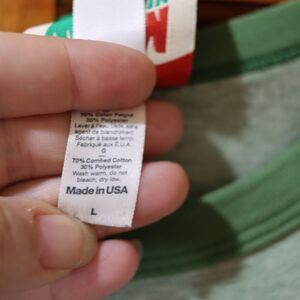 70% Coton Peigné
30% Polyester
Laver à l'eau tiède sans
agent de blanchiment
Sécher à basse temp.
Fabriqué aux É.U.A.
G
70% Combed Cotton
30% Polyester
Wash warm, do not
bleach, dry low.
Made in USA
L